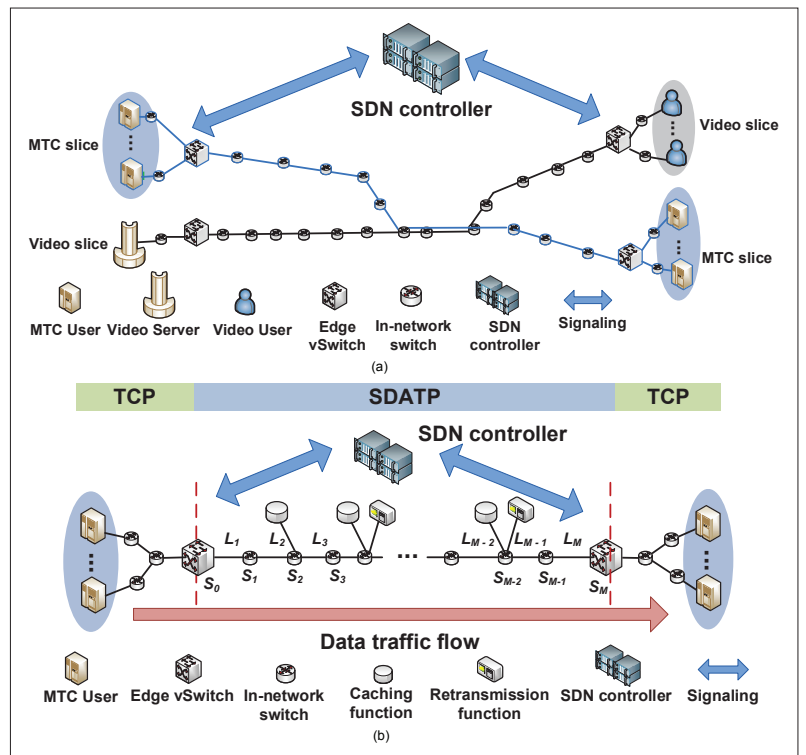 SDN controller
MTC slice
Video slice
Video slice
MTC slice
MTC User
Video Server
Video User
Edge
vSwitch
In-network
switch
SDN
controller
Signaling
(a)
TCP
SDATP
TCP
SDN controller
L1
L2
L3
...
LM - 2
LM - 1
LM
S0
S1
S2
S3
SM-2
SM-1
SM
Data traffic flow
MTC User
Edge vSwitch
In-network
switch
Caching
function
Retransmission
function
SDN controller
Signaling
(b)